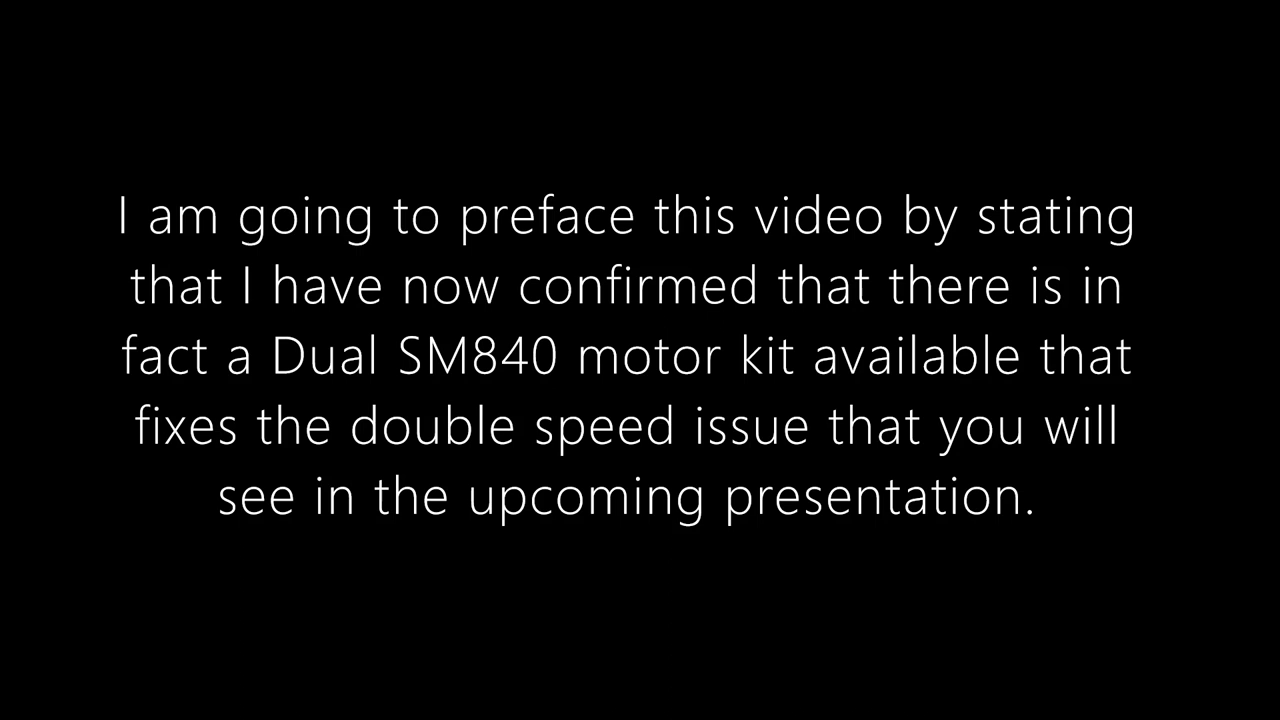 I am going to preface this video by stating
that I have now confirmed that there is in
fact a Dual SM840 motor kit available that
fixes the double speed issue that you will
see in the upcoming presentation.